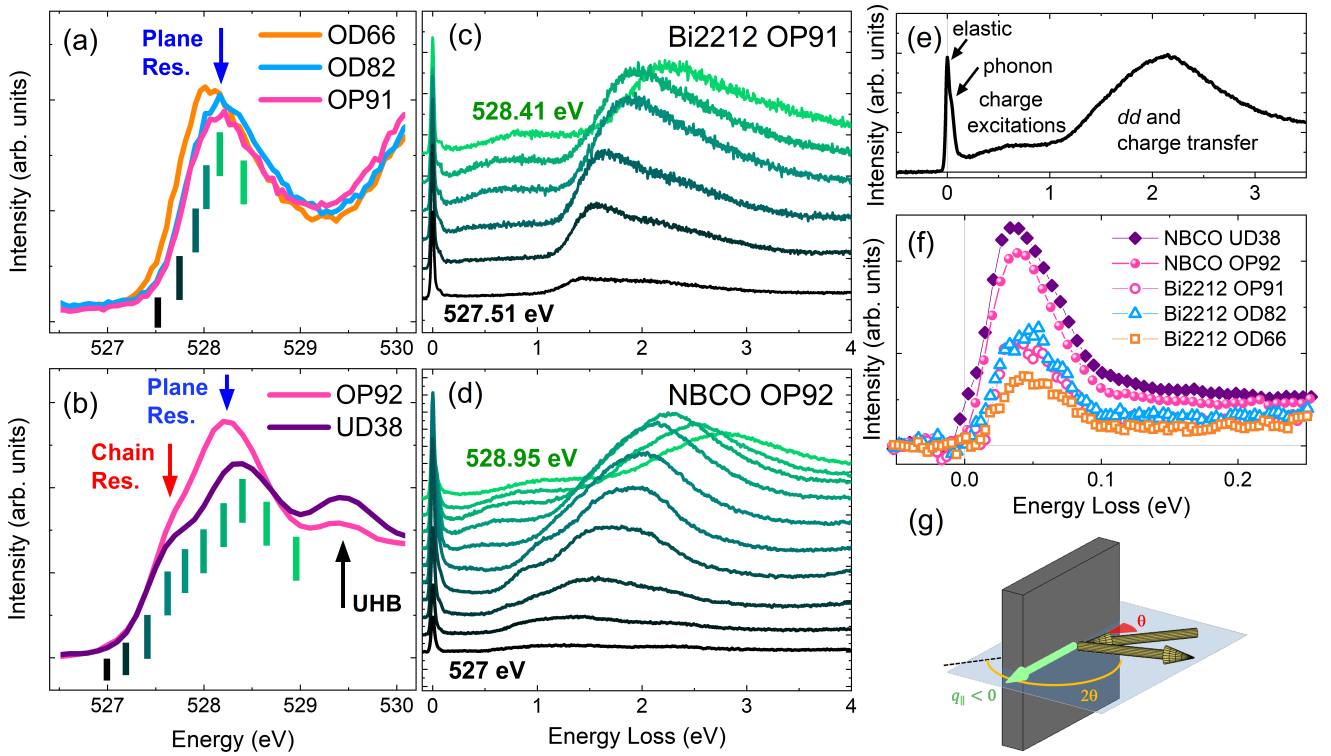 (a)
Plane
Res.
OD66
OD82
OP91
Intensity (arb. units)
527
528
529
530
(b)
Plane
Res.
Chain
Res.
OP92
UD38
UHB
Intensity (arb. units)
527
528
529
530
Energy (eV)
(c)
Bi2212 OP91
528.41 eV
527.51 eV
0
1
2
3
4
(d)
NBCO OP92
528.95 eV
527 eV
0
1
2
3
4
Energy Loss (eV)
(e)
elastic
phonon
charge
excitations
dd and
charge transfer
Intensity (arb. units)
0
1
2
3
(f)
NBCO UD38
NBCO OP92
Bi2212 OP91
Bi2212 OD82
Bi2212 OD66
Intensity (arb. units)
0.0
0.1
0.2
Energy Loss (eV)
(g)
θ
2θ
q∥ < 0